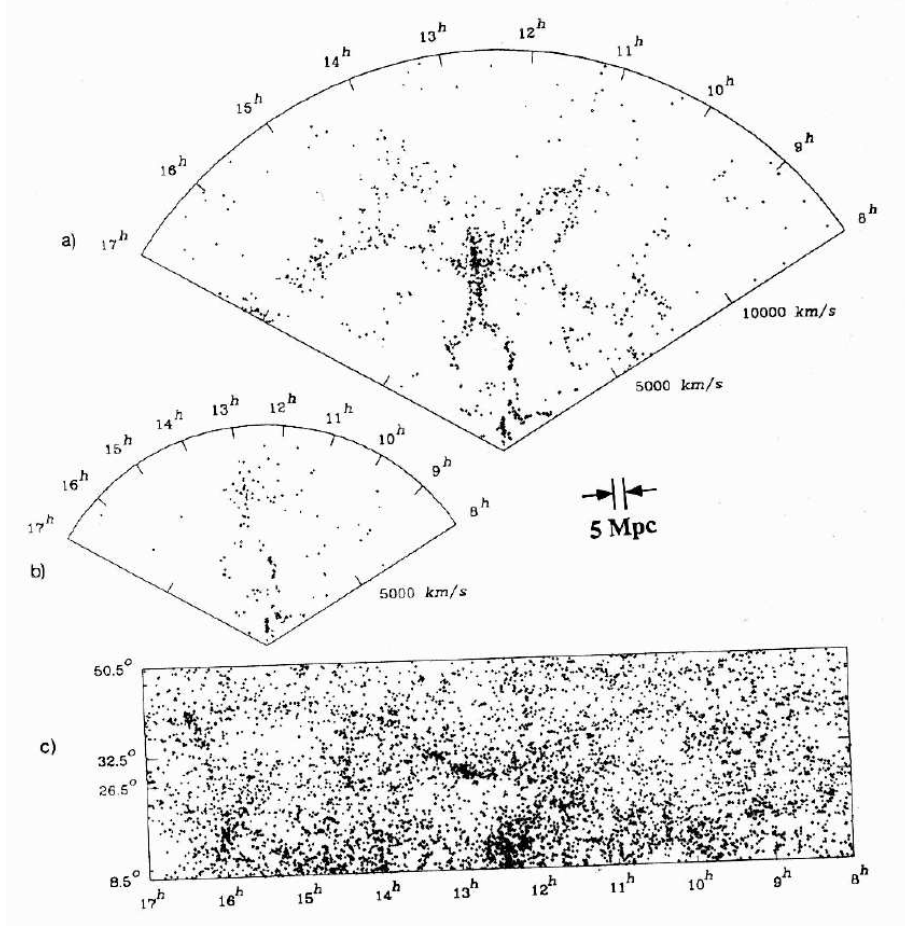 13ʰ 12ʰ
14ʰ 11ʰ
15ʰ 10ʰ
16ʰ 9ʰ
a) 17ʰ 8ʰ
10000 km/s
5000 km/s
13ʰ 12ʰ
14ʰ 11ʰ
15ʰ 10ʰ
16ʰ 9ʰ
17ʰ 8ʰ
5 Mpc
b)
5000 km/s
50.5°
c)
32.5°
26.5°
8.5°
17ʰ 16ʰ 15ʰ 14ʰ 13ʰ 12ʰ 11ʰ 10ʰ 9ʰ 8ʰ